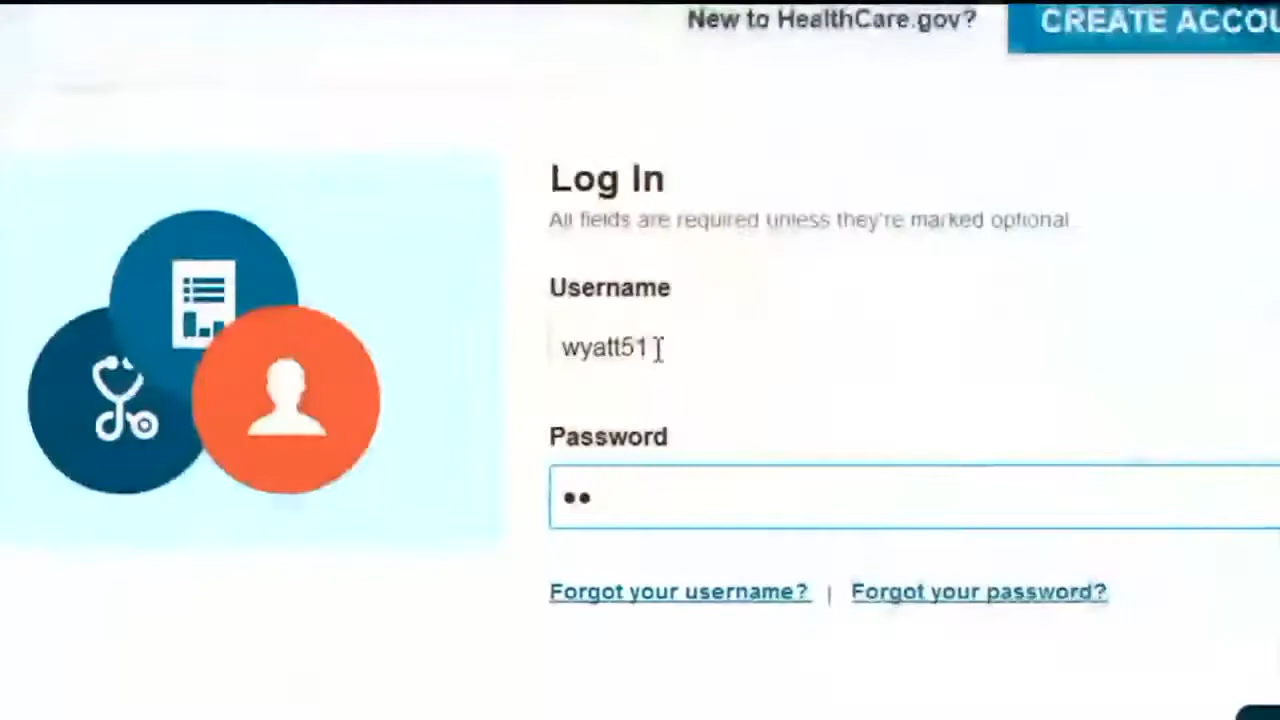 New to HealthCare.gov?
CREATE ACCOU
Log In
All fields are required unless they're marked optional.
Username
wyatt51
Password
Forgot your username? | Forgot your password?